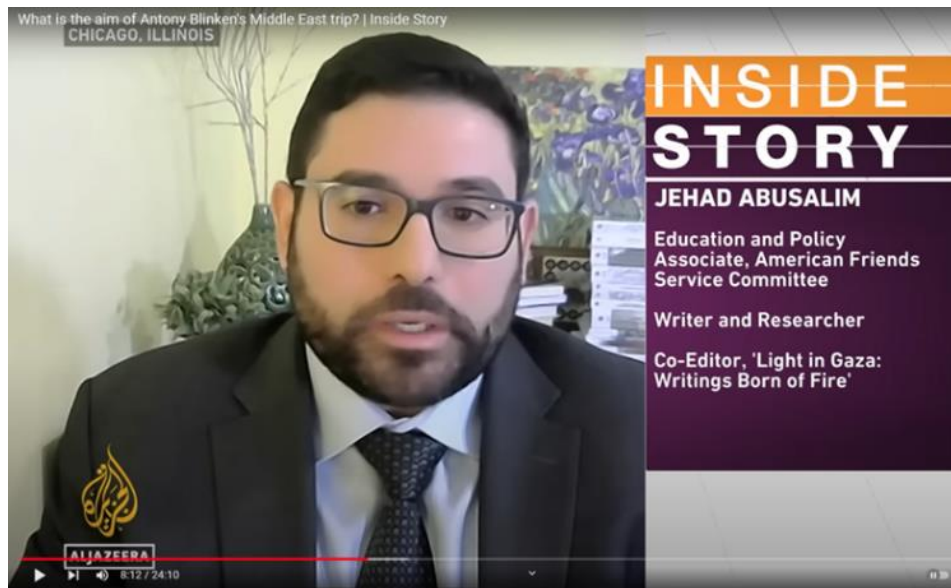 What is the aim of Antony Blinken's Middle East trip? | Inside Story
CHICAGO, ILLINOIS
INSIDE
STORY
JEHAD ABUSALIM
Education and Policy
Associate, American Friends
Service Committee
Writer and Researcher
Co-Editor, 'Light in Gaza:
Writings Born of Fire'
الجزيرة
ALJAZEERA
8:12 / 24:10